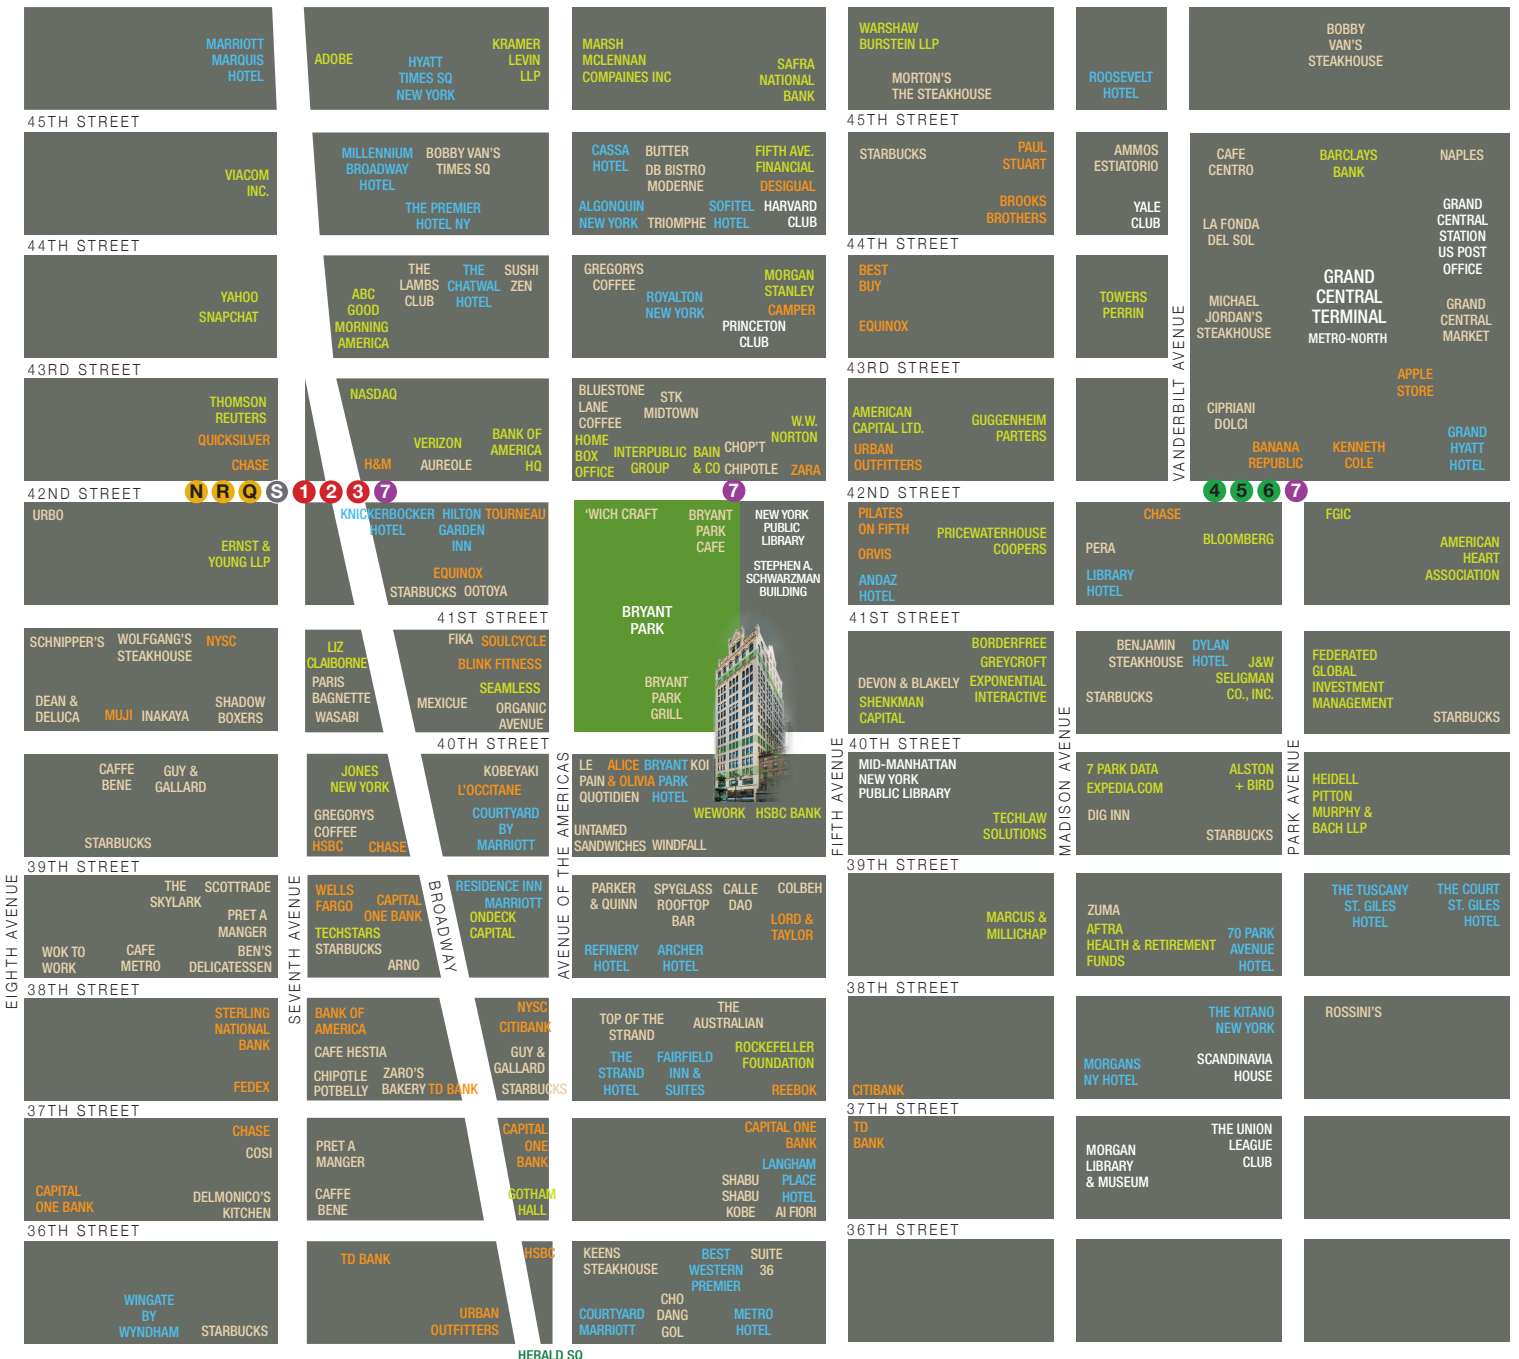 MARRIOTT
MARQUIS
HOTEL
ADOBE
HYATT
TIMES SQ
NEW YORK
KRAMER
LEVIN
LLP
MARSH
MCLENNAN
COMPAINES INC
SAFRA
NATIONAL
BANK
WARSHAW
BURSTEIN LLP
MORTON'S
THE STEAKHOUSE
ROOSEVELT
HOTEL
BOBBY
VAN'S
STEAKHOUSE
45TH STREET
45TH STREET
VIACOM
INC.
MILLENNIUM
BROADWAY
HOTEL
BOBBY VAN'S
TIMES SQ
THE PREMIER
HOTEL NY
CASSA
HOTEL
BUTTER
DB BISTRO
MODERNE
FIFTH AVE.
FINANCIAL
DESIGUAL
ALGONQUIN
NEW YORK
TRIOMPHE
SOFITEL
HOTEL
HARVARD
CLUB
STARBUCKS
PAUL
STUART
BROOKS
BROTHERS
AMMOS
ESTIATORIO
YALE
CLUB
CAFE
CENTRO
BARCLAYS
BANK
NAPLES
LA FONDA
DEL SOL
GRAND
CENTRAL
STATION
US POST
OFFICE
GRAND
CENTRAL
TERMINAL
METRO-NORTH
MICHAEL
JORDAN'S
STEAKHOUSE
GRAND
CENTRAL
MARKET
APPLE
STORE
CIPRIANI
DOLCI
BANANA
REPUBLIC
KENNETH
COLE
GRAND
HYATT
HOTEL
44TH STREET
44TH STREET
YAHOO
SNAPCHAT
ABC
GOOD
MORNING
AMERICA
THE
LAMBS
CLUB
THE
CHATWAL
HOTEL
SUSHI
ZEN
GREGORYS
COFFEE
ROYALTON
NEW YORK
MORGAN
STANLEY
CAMPER
PRINCETON
CLUB
BEST
BUY
EQUINOX
TOWERS
PERRIN
VANDERBILT AVENUE
43RD STREET
43RD STREET
THOMSON
REUTERS
QUICKSILVER
CHASE
NASDAQ
VERIZON
H&M
AUREOLE
BANK OF
AMERICA
HQ
BLUESTONE
LANE
COFFEE
STK
MIDTOWN
HOME
BOX
OFFICE
INTERPUBLIC
GROUP
BAIN
& CO
CHOP'T
CHIPOTLE
W.W.
NORTON
ZARA
AMERICAN
CAPITAL LTD.
URBAN
OUTFITTERS
GUGGENHEIM
PARTERS
42ND STREET
N R Q S 1 2 3 7
7
42ND STREET
4 5 6 7
URBO
ERNST &
YOUNG LLP
KNICKERBOCKER
HOTEL
HILTON
GARDEN
INN
TOURNEAU
EQUINOX
STARBUCKS
OOTOYA
'WICH CRAFT
BRYANT
PARK
CAFE
NEW YORK
PUBLIC
LIBRARY
STEPHEN A.
SCHWARZMAN
BUILDING
BRYANT
PARK
BRYANT
PARK
GRILL
PILATES
ON FIFTH
ORVIS
ANDAZ
HOTEL
PRICEWATERHOUSE
COOPERS
CHASE
PERA
BLOOMBERG
LIBRARY
HOTEL
FGIC
AMERICAN
HEART
ASSOCIATION
41ST STREET
41ST STREET
SCHNIPPER'S
WOLFGANG'S
STEAKHOUSE
NYSC
DEAN &
DELUCA
MUJI
INAKAYA
SHADOW
BOXERS
LIZ
CLAIBORNE
PARIS
BAGNETTE
WASABI
FIKA
SOULCYCLE
BLINK FITNESS
SEAMLESS
MEXICUE
ORGANIC
AVENUE
BORDERFREE
GREYCROFT
DEVON & BLAKELY
EXPONENTIAL
INTERACTIVE
SHENKMAN
CAPITAL
BENJAMIN
STEAKHOUSE
DYLAN
HOTEL
J&W
SELIGMAN
CO., INC.
STARBUCKS
FEDERATED
GLOBAL
INVESTMENT
MANAGEMENT
STARBUCKS
40TH STREET
40TH STREET
AVENUE OF THE AMERICAS
FIFTH AVENUE
MADISON AVENUE
PARK AVENUE
CAFFE
BENE
GUY &
GALLARD
STARBUCKS
JONES
NEW YORK
GREGORYS
COFFEE
HSBC
CHASE
KOBEYAKI
L'OCCITANE
COURTYARD
BY
MARRIOTT
LE
PAIN
QUOTIDIEN
ALICE
& OLIVIA
BRYANT
PARK
HOTEL
KOI
WEWORK
HSBC BANK
UNTAMED
SANDWICHES
WINDFALL
MID-MANHATTAN
NEW YORK
PUBLIC LIBRARY
TECHLAW
SOLUTIONS
7 PARK DATA
EXPEDIA.COM
ALSTON
+ BIRD
DIG INN
STARBUCKS
HEIDELL
PITTON
MURPHY &
BACH LLP
39TH STREET
39TH STREET
EIGHTH AVENUE
SEVENTH AVENUE
BROADWAY
THE
SKYLARK
SCOTTRADE
PRET A
MANGER
WOK TO
WORK
CAFE
METRO
BEN'S
DELICATESSEN
WELLS
FARGO
CAPITAL
ONE BANK
TECHSTARS
STARBUCKS
ARNO
RESIDENCE INN
MARRIOTT
ONDECK
CAPITAL
PARKER
& QUINN
SPYGLASS
ROOFTOP
BAR
CALLE
DAO
COLBEH
LORD &
TAYLOR
REFINERY
HOTEL
ARCHER
HOTEL
MARCUS &
MILLICHAP
ZUMA
AFTRA
HEALTH & RETIREMENT
FUNDS
70 PARK
AVENUE
HOTEL
THE TUSCANY
ST. GILES
HOTEL
THE COURT
ST. GILES
HOTEL
38TH STREET
38TH STREET
STERLING
NATIONAL
BANK
FEDEX
BANK OF
AMERICA
CAFE HESTIA
CHIPOTLE
POTBELLY
ZARO'S
BAKERY
TD BANK
NYSC
CITIBANK
GUY &
GALLARD
STARBUCKS
TOP OF THE
STRAND
THE
AUSTRALIAN
THE
STRAND
HOTEL
FAIRFIELD
INN &
SUITES
ROCKEFELLER
FOUNDATION
REEBOK
CITIBANK
THE KITANO
NEW YORK
MORGANS
NY HOTEL
SCANDINAVIA
HOUSE
ROSSINI'S
37TH STREET
37TH STREET
CHASE
COSI
CAPITAL
ONE BANK
DELMONICO'S
KITCHEN
PRET A
MANGER
CAFFE
BENE
CAPITAL
ONE
BANK
GOTHAM
HALL
CAPITAL ONE
BANK
LANGHAM
PLACE
HOTEL
SHABU
SHABU
KOBE
AI FIORI
TD
BANK
MORGAN
LIBRARY
& MUSEUM
THE UNION
LEAGUE
CLUB
36TH STREET
36TH STREET
WINGATE
BY
WYNDHAM
STARBUCKS
TD BANK
URBAN
OUTFITTERS
HSBC
KEENS
STEAKHOUSE
BEST
WESTERN
PREMIER
SUITE
36
COURTYARD
MARRIOTT
CHO
DANG
GOL
METRO
HOTEL
HERALD SQ